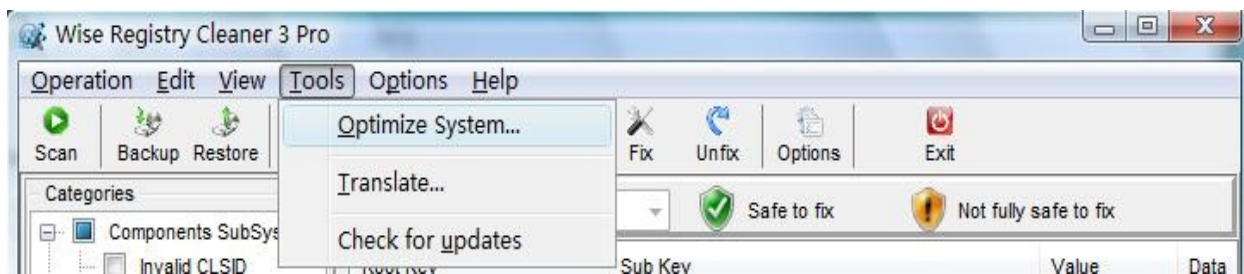 Wise Registry Cleaner 3 Pro
Operation Edit View Tools Options Help
Optimize System...
Translate...
Check for updates
Scan Backup Restore Fix Unfix Options Exit
Categories
Safe to fix Not fully safe to fix
Components SubSys
Invalid CLSID Root Key Sub Key Value Data